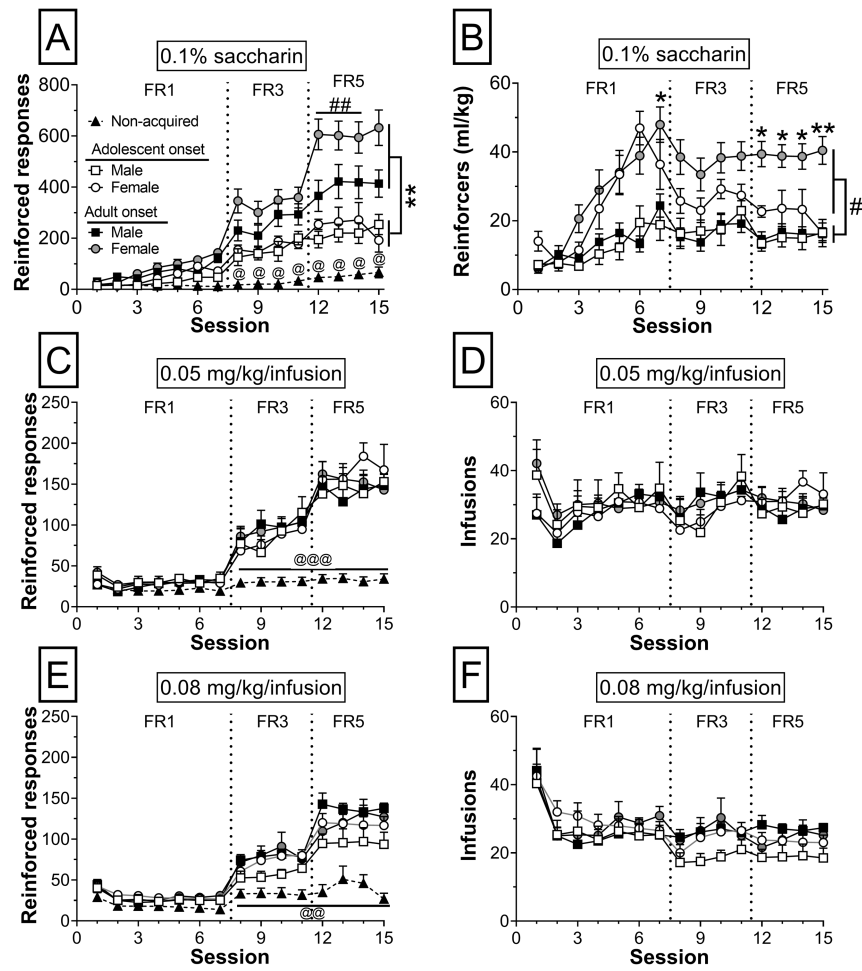 A
0.1% saccharin
Reinforced responses
800
600
400
200
0
FR1
FR3
FR5
##
**
Non-acquired
Adolescent onset
Male
Female
Adult onset
Male
Female
@ @ @ @ @ @ @ @
0 3 6 9 12 15
Session
B
0.1% saccharin
Reinforcers (ml/kg)
60
40
20
0
FR1
FR3
FR5
*
* * * **
#
0 3 6 9 12 15
Session
C
0.05 mg/kg/infusion
Reinforced responses
250
200
150
100
50
0
FR1
FR3
FR5
@@@
0 3 6 9 12 15
Session
D
0.05 mg/kg/infusion
Infusions
60
40
20
0
FR1
FR3
FR5
0 3 6 9 12 15
Session
E
0.08 mg/kg/infusion
Reinforced responses
250
200
150
100
50
0
FR1
FR3
FR5
@@
0 3 6 9 12 15
Session
F
0.08 mg/kg/infusion
Infusions
60
40
20
0
FR1
FR3
FR5
0 3 6 9 12 15
Session